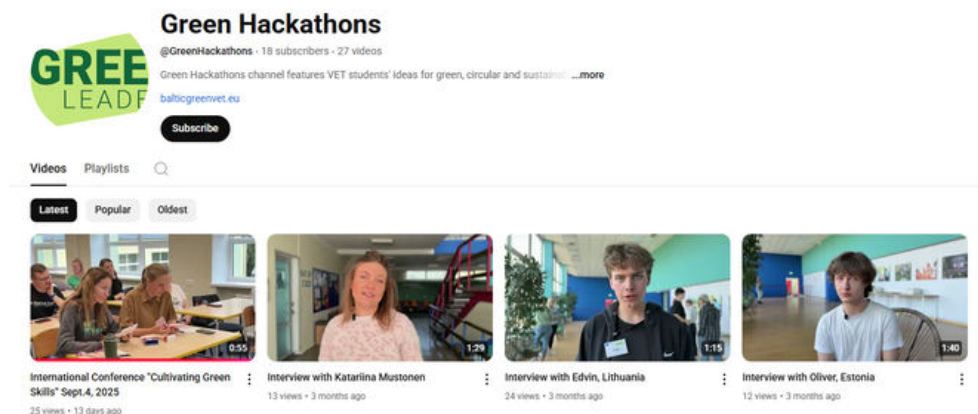 Green Hackathons
GREE
LEADE
@GreenHackathons · 18 subscribers · 27 videos
Green Hackathons channel features VET students' ideas for green, circular and sustaina ...more
balticgreenvet.eu
Subscribe
Videos Playlists
Latest Popular Oldest
0:55 1:29 1:15 1:40
International Conference "Cultivating Green
Skills" Sept.4, 2025
25 views • 13 days ago
Interview with Katariina Mustonen
13 views • 3 months ago
Interview with Edvin, Lithuania
24 views • 3 months ago
Interview with Oliver, Estonia
12 views • 3 months ago